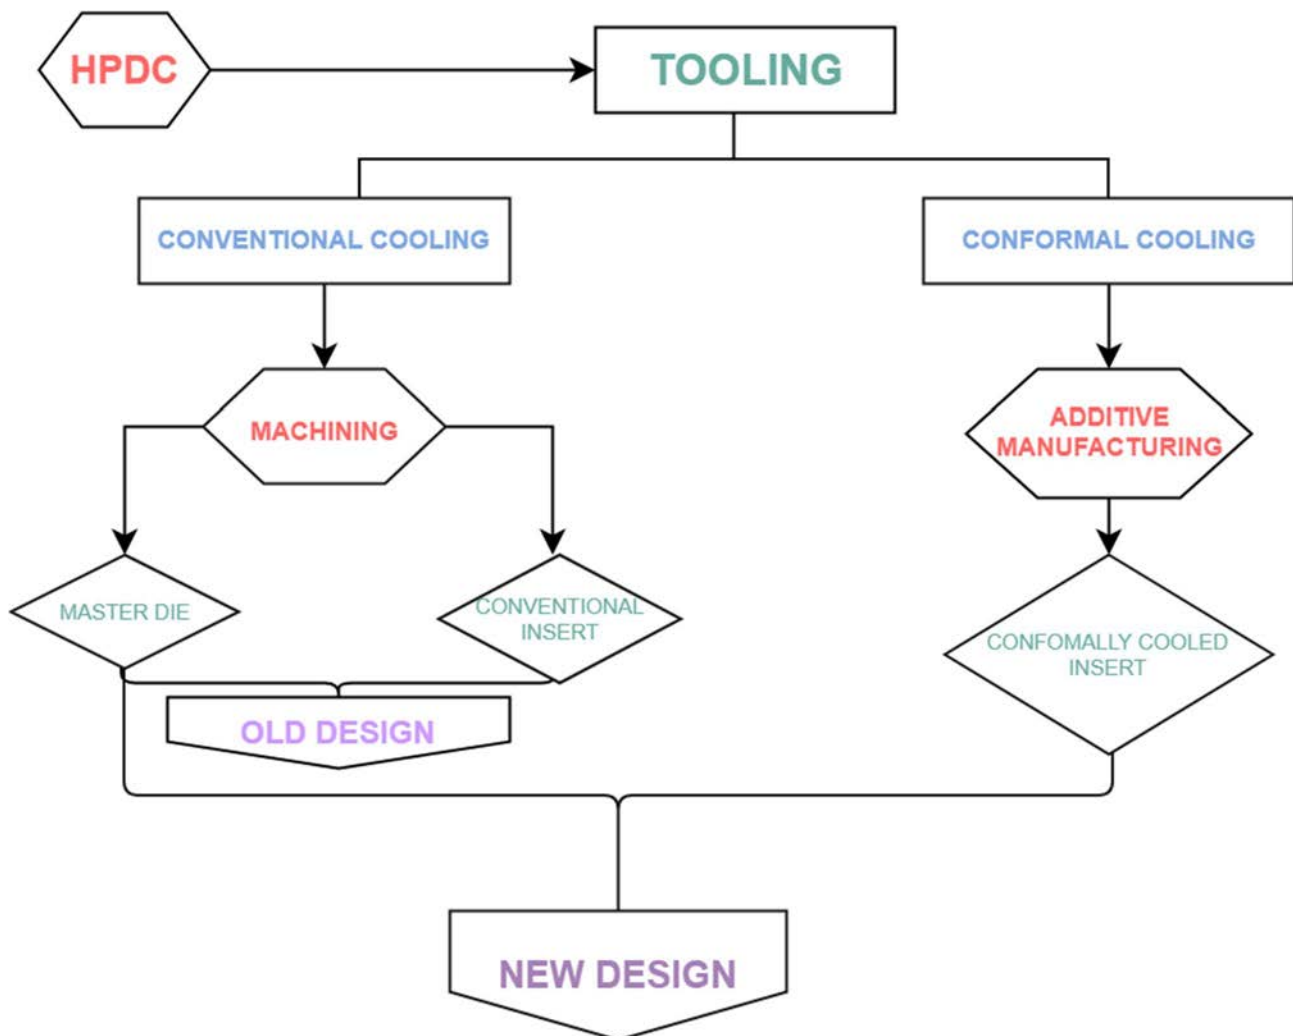 HPDC
TOOLING
CONVENTIONAL COOLING
CONFORMAL COOLING
MACHINING
ADDITIVE
MANUFACTURING
MASTER DIE
CONVENTIONAL
INSERT
CONFOMALLY COOLED
INSERT
OLD DESIGN
NEW DESIGN